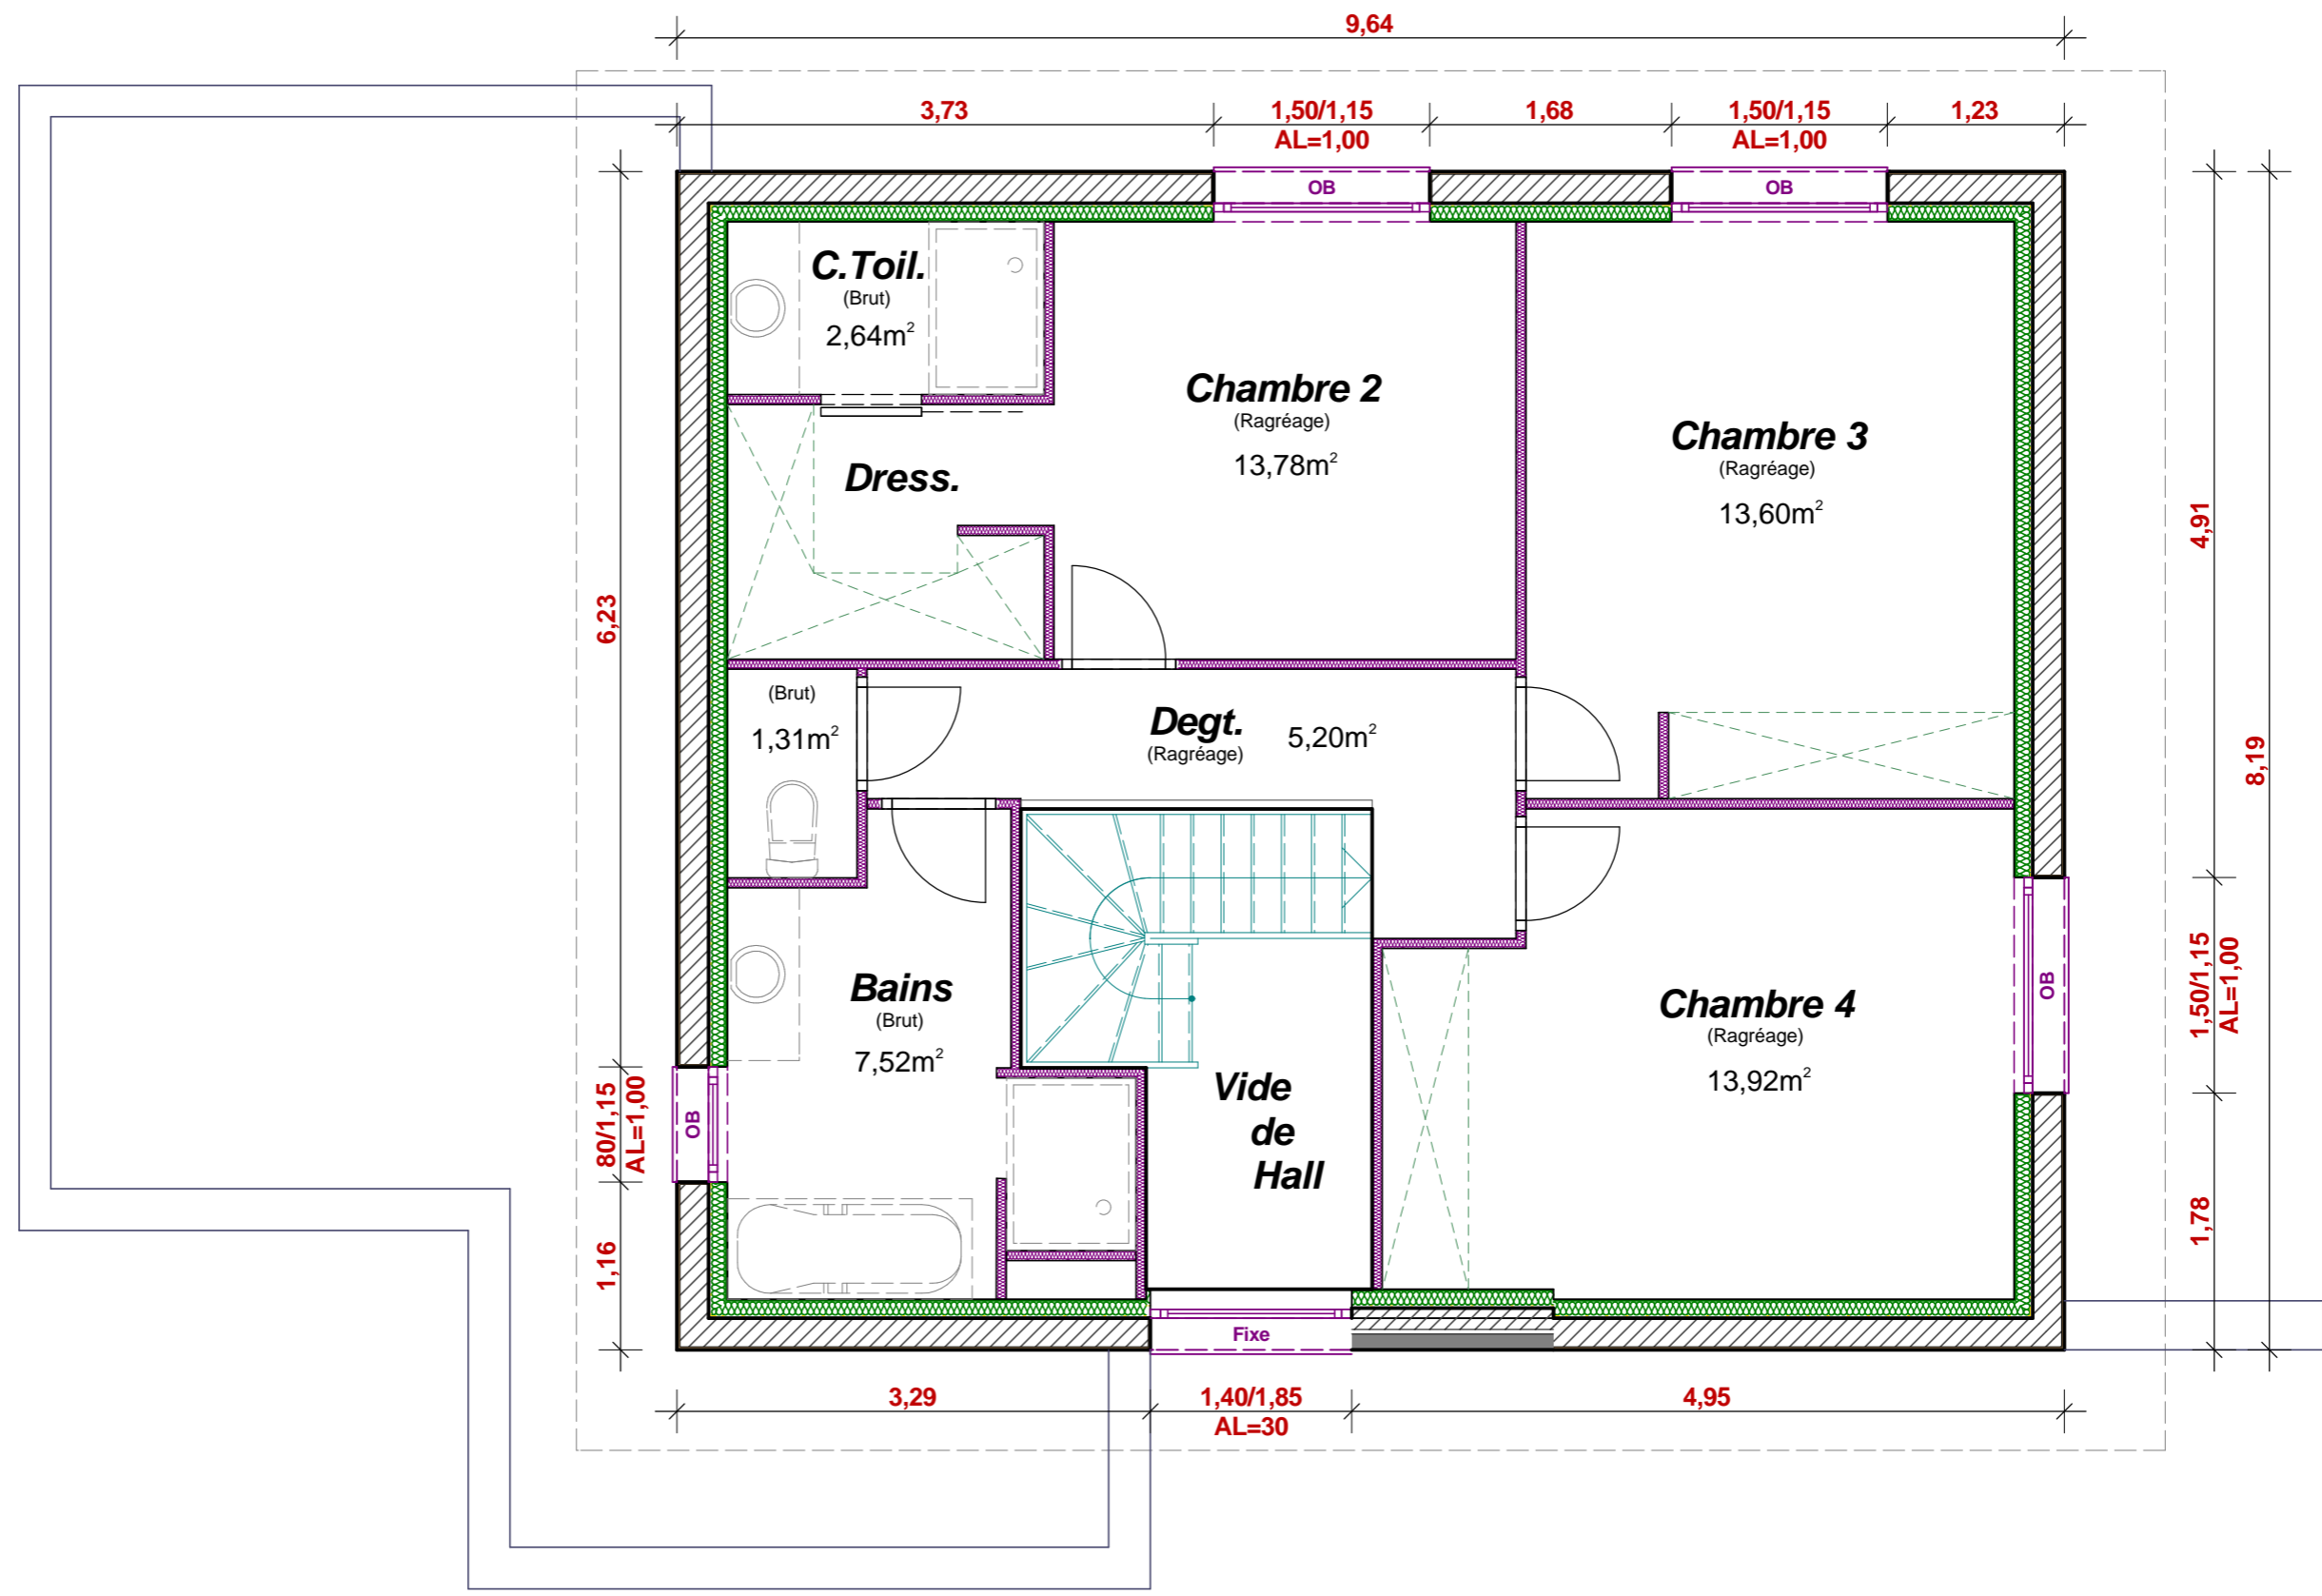 9,64
3,73
1,50/1,15
AL=1,00
1,68
1,50/1,15
AL=1,00
1,23
OB
OB
C.Toil.
(Brut)
2,64m²
Chambre 2
(Ragréage)
13,78m²
Chambre 3
(Ragréage)
13,60m²
Dress.
4,91
6,23
(Brut)
1,31m²
Degt.
(Ragréage)
5,20m²
8,19
Bains
(Brut)
7,52m²
Chambre 4
(Ragréage)
13,92m²
OB
1,50/1,15
AL=1,00
Vide
de
Hall
80/1,15
AL=1,00
OB
1,16
1,78
Fixe
3,29
1,40/1,85
AL=30
4,95